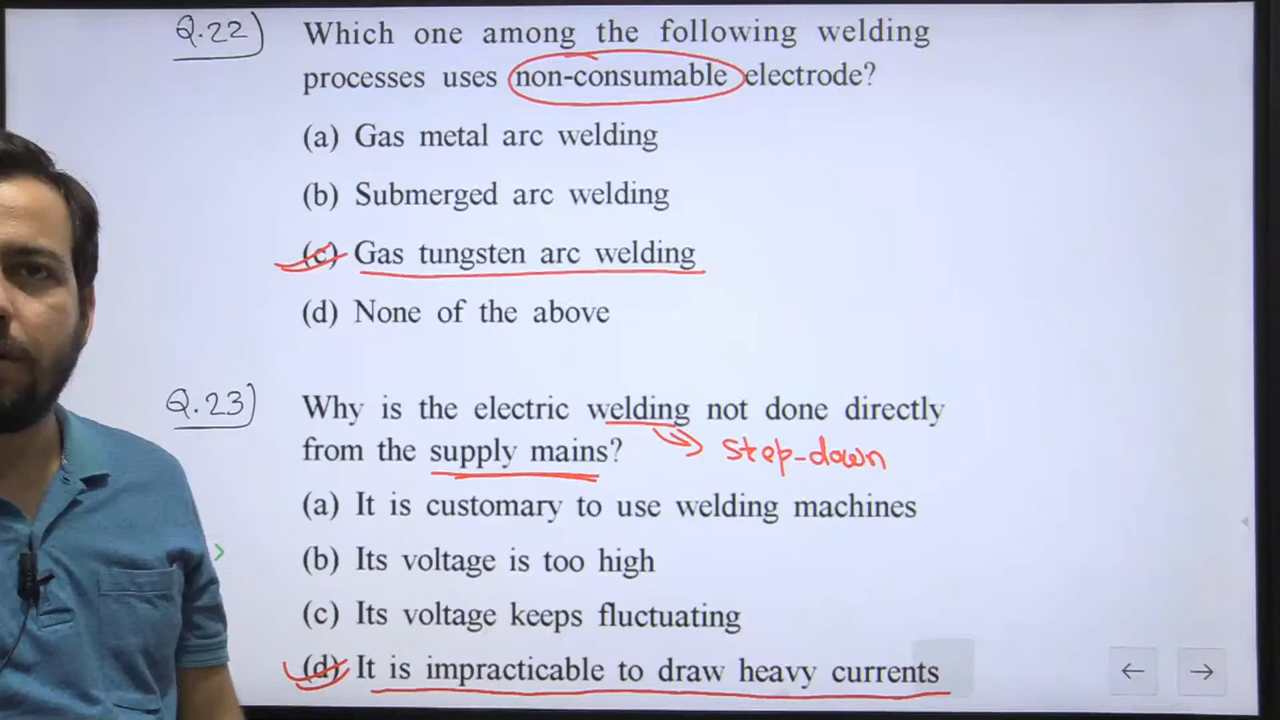 Q.22) Which one among the following welding
processes uses non-consumable electrode?
(a) Gas metal arc welding
(b) Submerged arc welding
(c) Gas tungsten arc welding
(d) None of the above
Q.23) Why is the electric welding not done directly
from the supply mains? step-down
(a) It is customary to use welding machines
(b) Its voltage is too high
(c) Its voltage keeps fluctuating
(d) It is impracticable to draw heavy currents